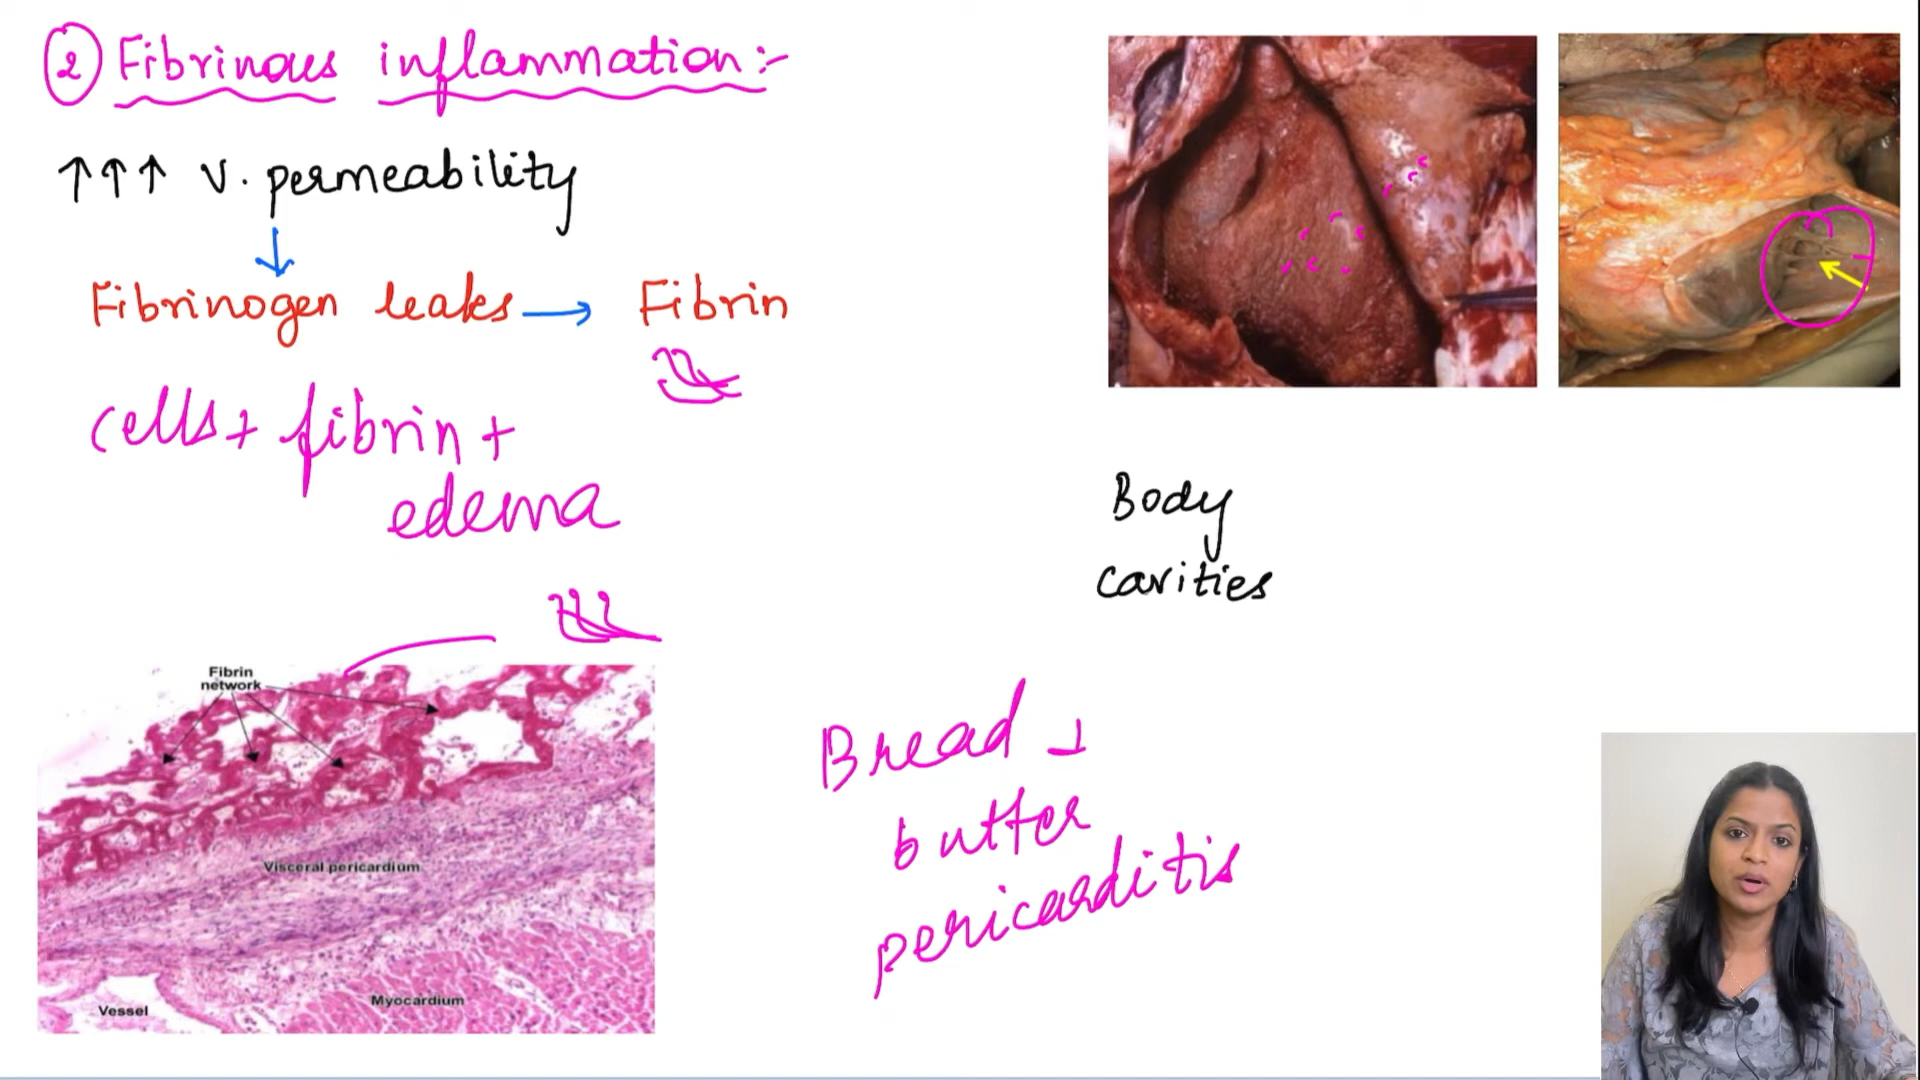 2 Fibrinous inflammation:-
↑↑↑ V. permeability
↓
Fibrinogen leaks → Fibrin
cells + fibrin +
edema
Body
cavities
Fibrin
network
Visceral pericardium
Myocardium
Vessel
Bread +
butter
pericarditis